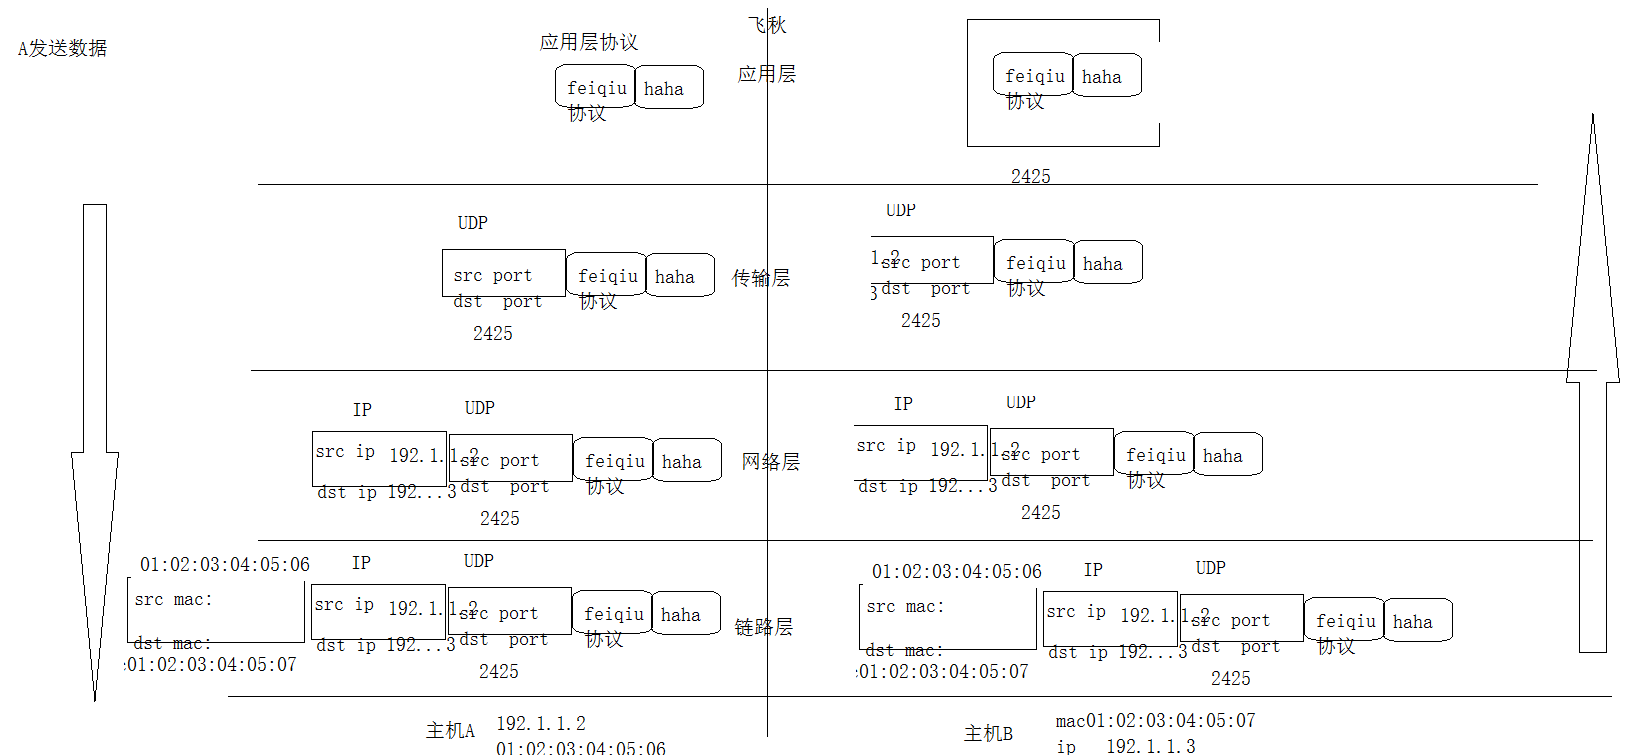 飞秋
A发送数据
应用层协议
应用层
feiqiu haha
协议
feiqiu haha
协议
2425
UDP
src port feiqiu haha
dst port 协议
2425
传输层
UDP
1.2
src port feiqiu haha
3
dst port 协议
2425
IP UDP
src ip 192.1.1.2 src port feiqiu haha
dst ip 192...3 dst port 协议
2425
网络层
IP UDP
src ip 192.1.1.2 src port feiqiu haha
dst ip 192...3 dst port 协议
2425
01:02:03:04:05:06 IP UDP
src mac: src ip 192.1.1.2 src port feiqiu haha
dst mac: dst ip 192...3 dst port 协议
:01:02:03:04:05:07 2425
链路层
01:02:03:04:05:06 IP UDP
src mac: src ip 192.1.1.2 src port feiqiu haha
dst mac: dst ip 192...3 dst port 协议
:01:02:03:04:05:07 2425
主机A 192.1.1.2
01:02:03:04:05:06
主机B mac01:02:03:04:05:07
ip 192.1.1.3